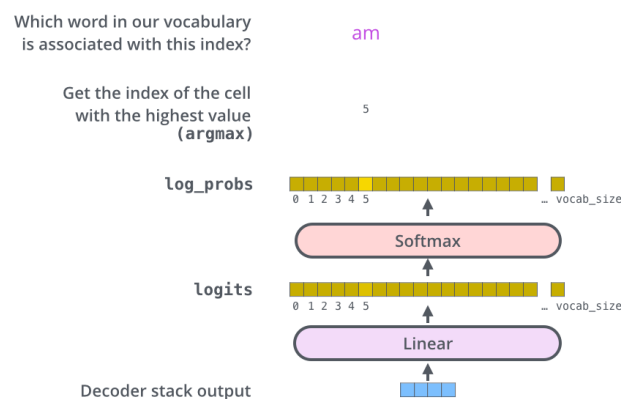 Which word in our vocabulary
is associated with this index?
am
Get the index of the cell
with the highest value
(argmax)
5
log_probs
0 1 2 3 4 5 … vocab_size
Softmax
logits
0 1 2 3 4 5 … vocab_size
Linear
Decoder stack output